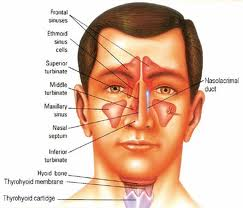 Frontal
sinuses
Ethmoid
sinus
cells
Superior
turbinate
Middle
turbinate
Maxillary
sinus
Nasal
septum
Inferior
turbinate
Hyoid bone
Thyrohyoid membrane
Thyrohyoid cartidge
Nasolacrimal
duct